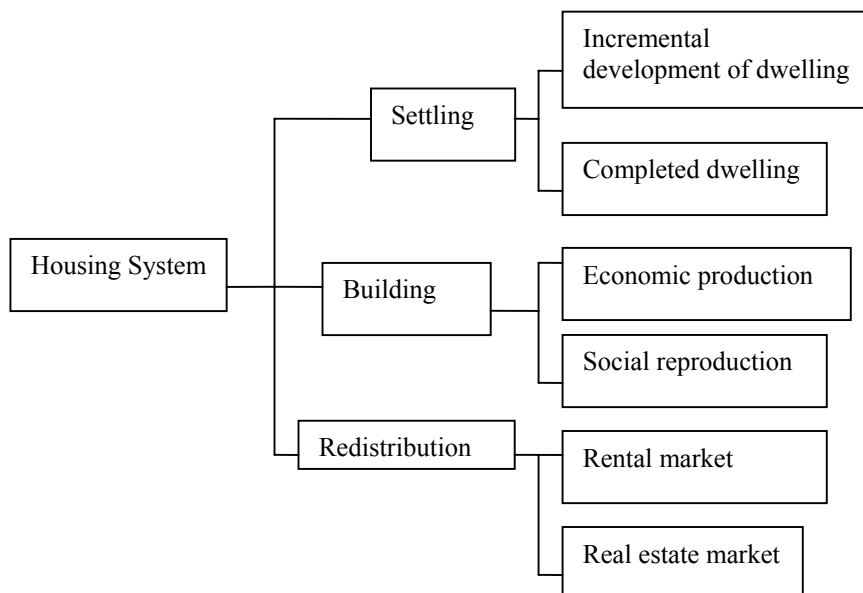 Incremental
development of dwelling
Settling
Completed dwelling
Housing System
Building
Economic production
Social reproduction
Redistribution
Rental market
Real estate market